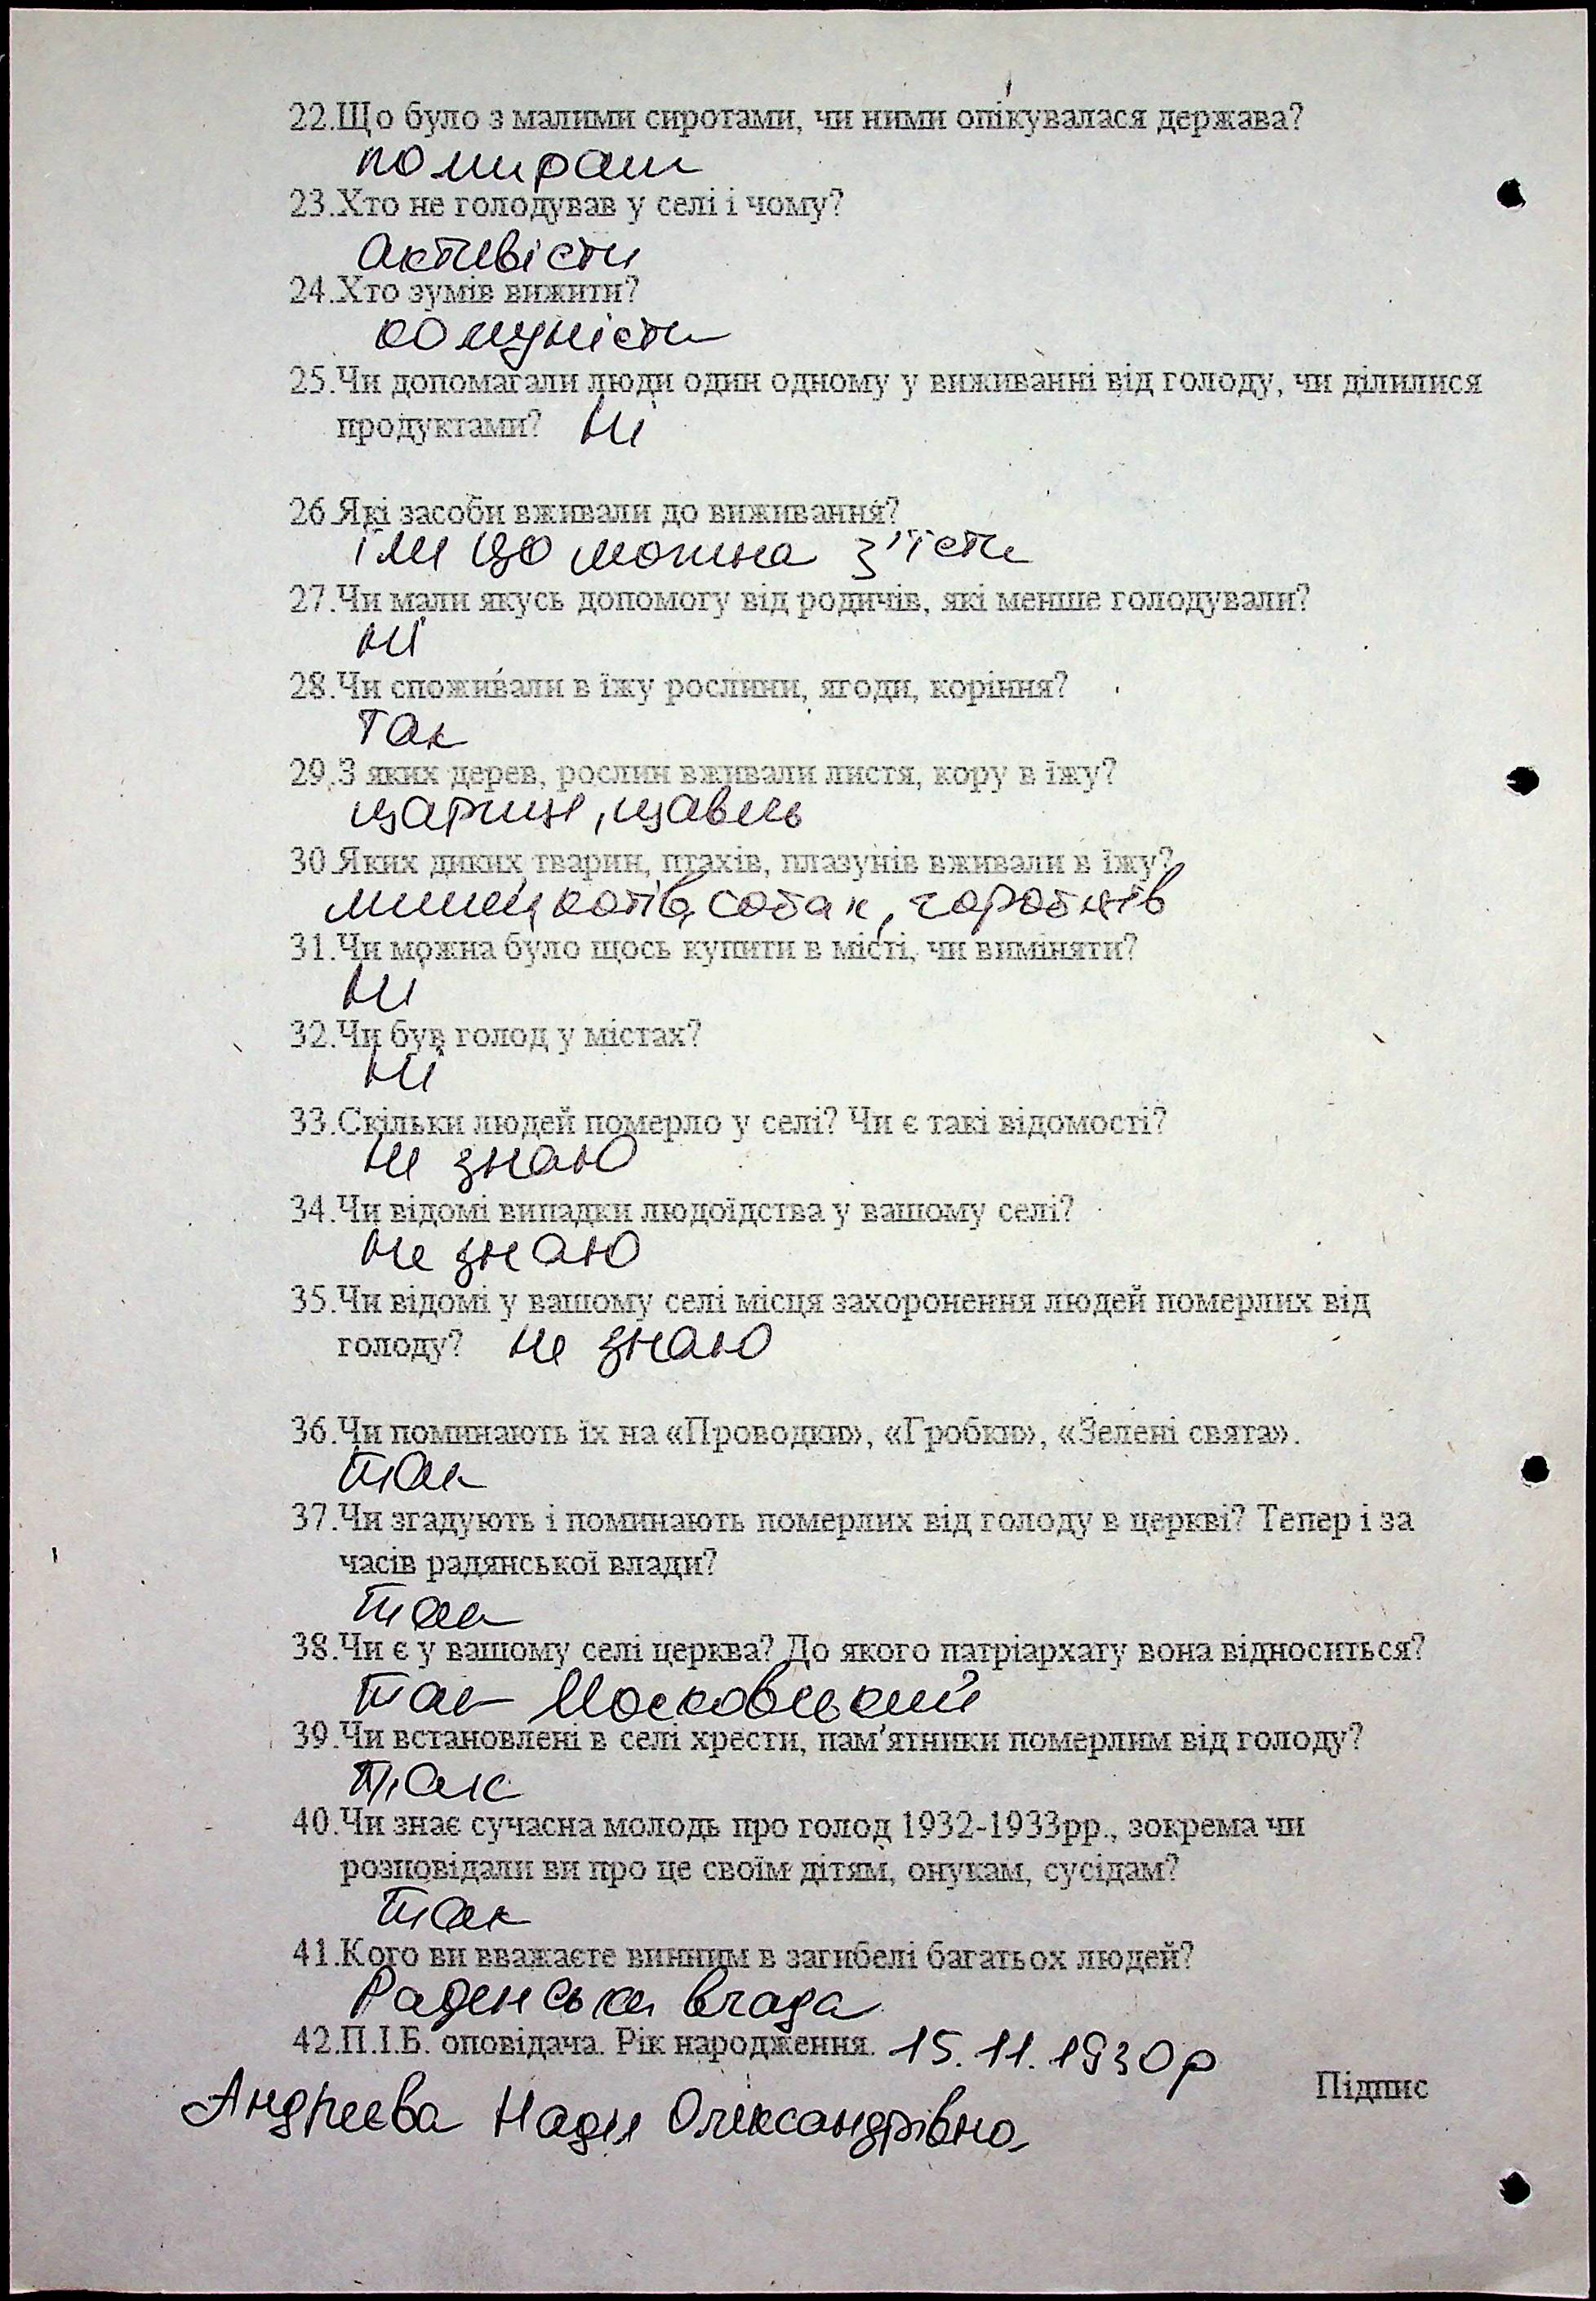 22.Що було з малими сиротами, чи ними опікувалася держава?
помирали
23.Хто не голодував у селі і чому?
активісти
24.Хто зумів вижити?
комуністи
25.Чи допомагали люди один одному у виживанні від голоду, чи ділилися
продуктами? Ні
26.Які засоби вживали до виживання?
їли що можна з'їсти
27.Чи мали якусь допомогу від родичів, які менше голодували?
ні
28.Чи споживали в їжу рослини, ягоди, коріння?
так
29.З яких дерев, рослин вживали листя, кору в їжу?
щавель
30.Яких диких тварин, птахів, плазунів вживали в їжу?
мишей, котів, собак, горобців
31.Чи можна було щось купити в місті, чи виміняти?
Ні
32.Чи був голод у містах?
Ні
33.Скільки людей померло у селі? Чи є такі відомості?
Не знаю
34.Чи відомі випадки людоїдства у вашому селі?
Не знаю
35.Чи відомі у вашому селі місця захоронення людей померлих від
голоду? Не знаю
36.Чи поминають їх на «Проводки», «Гробки», «Зелені свята».
так
37.Чи згадують і поминають померлих від голоду в церкві? Тепер і за
часів радянської влади?
так
38.Чи є у вашому селі церква? До якого патріархату вона відноситься?
так Московський
39.Чи встановлені в селі хрести, пам'ятники померлим від голоду?
так
40.Чи знає сучасна молодь про голод 1932-1933рр., зокрема чи
розповідали ви про це своїм дітям, онукам, сусідам?
так
41.Кого ви вважаєте винним в загибелі багатьох людей?
Раденська влада
42.П.І.Б. оповідача. Рік народження. 15.11.1930р
Підпис
Андреєва Надія Олександрівна